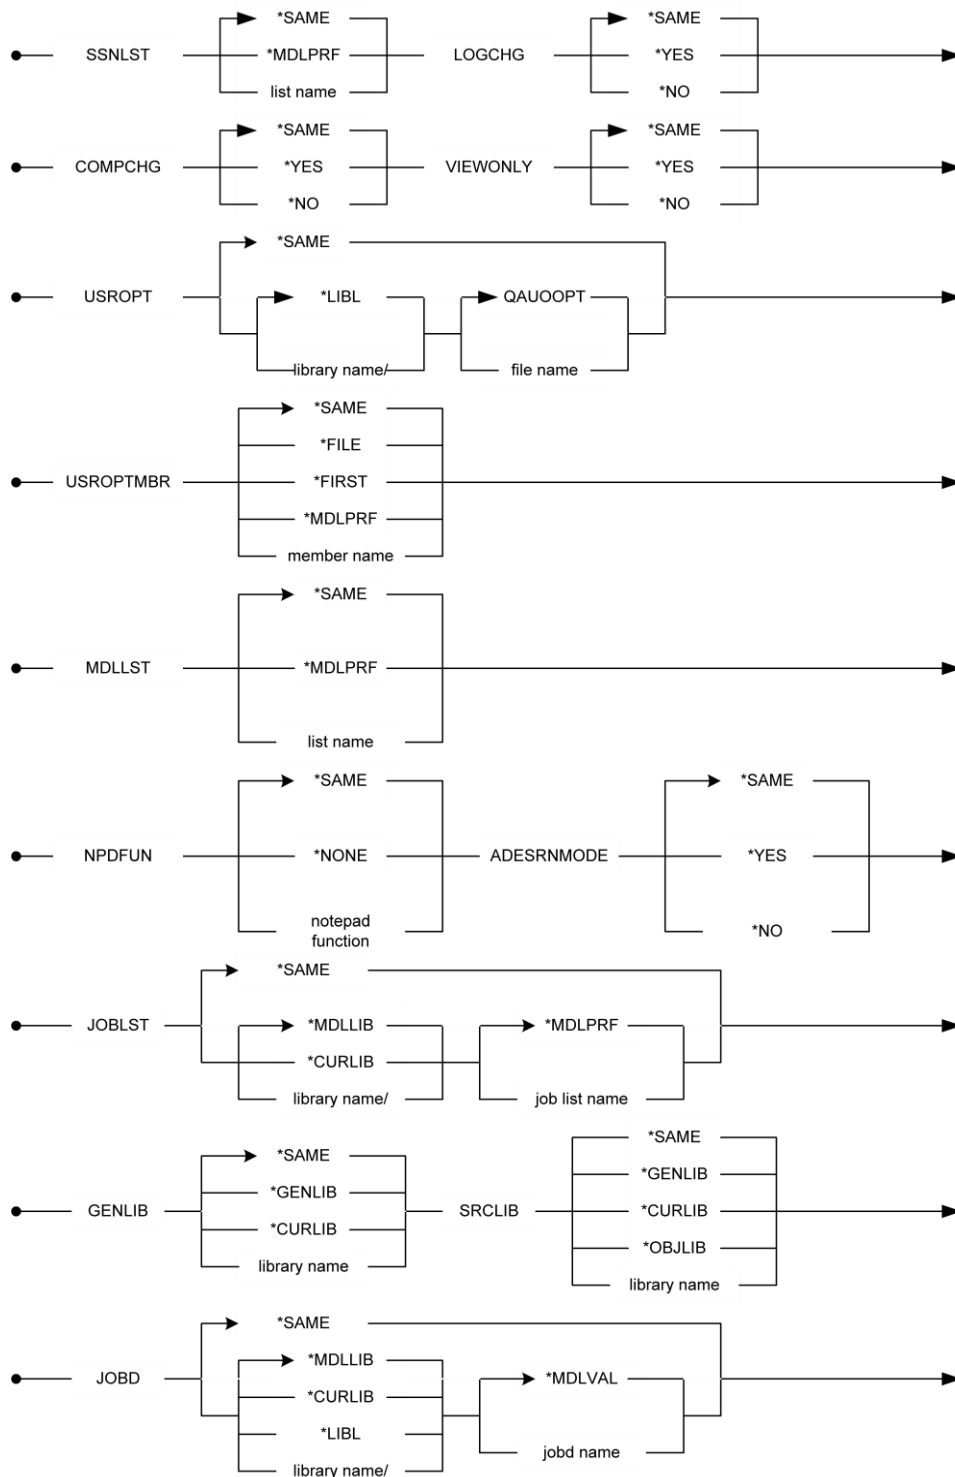 *SAME *SAME
SSNLST *MDLPRF LOGCHG *YES
list name *NO
*SAME *SAME
COMPCHG *YES VIEWONLY *YES
*NO *NO
*SAME
USROPT *LIBL QAUOOPT
library name/ file name
*SAME
*FILE
USROPTMBR *FIRST
*MDLPRF
member name
*SAME
MDLLST *MDLPRF
list name
*SAME *SAME
NPDFUN *NONE ADESRNMODE *YES
notepad
function *NO
*SAME
JOBLST *MDLLIB *MDLPRF
*CURLIB
library name/ job list name
*SAME
*SAME
*GENLIB
*GENLIB
GENLIB SRCLIB *CURLIB
*CURLIB
*OBJLIB
library name
library name
*SAME
*MDLLIB
JOBD *MDLVAL
*CURLIB
*LIBL
jobd name
library name/